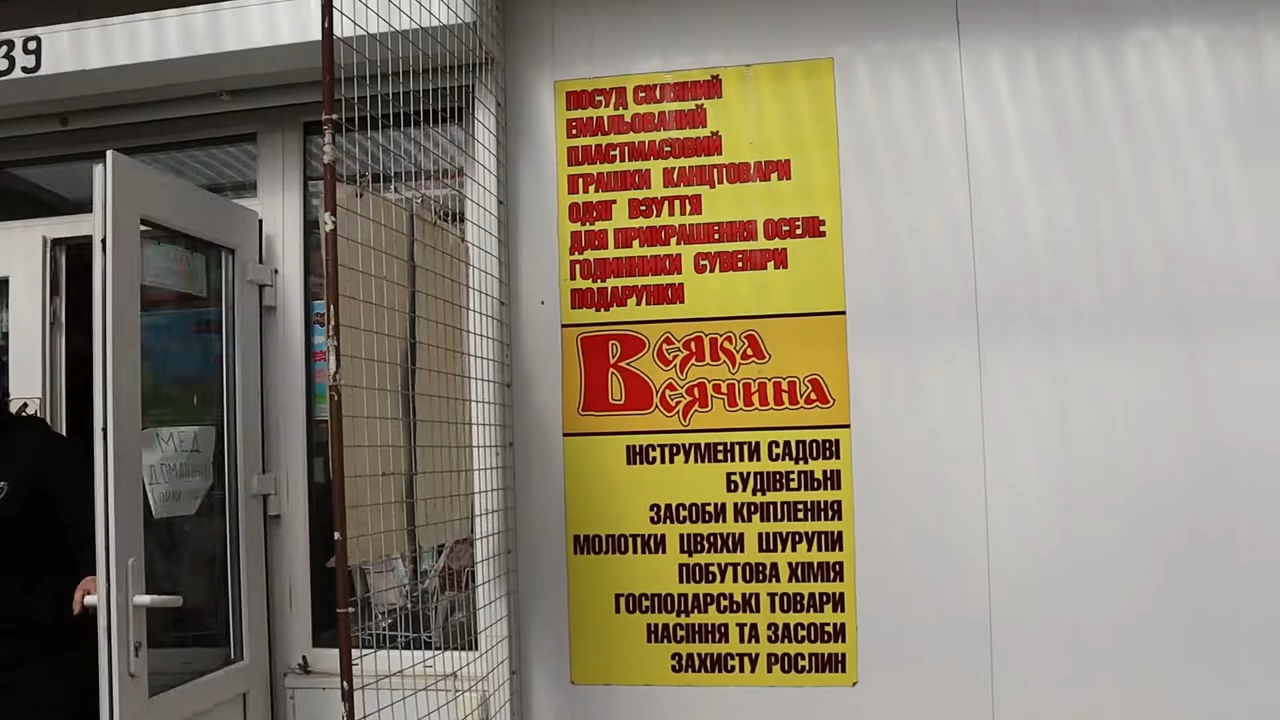 39
МЕД
ДОМАШНІЙ
ПОСУД СКЛЯНИЙ
ЕМАЛЬОВАНИЙ
ПЛАСТМАСОВИЙ
ІГРАШКИ КАНЦТОВАРИ
ОДЯГ ВЗУТТЯ
ДЛЯ ПРИКРАШЕННЯ ОСЕЛІ:
ГОДИННИКИ СУВЕНІРИ
ПОДАРУНКИ
Всяка
Всячина
ІНСТРУМЕНТИ САДОВІ
БУДІВЕЛЬНІ
ЗАСОБИ КРІПЛЕННЯ
МОЛОТКИ ЦВЯХИ ШУРУПИ
ПОБУТОВА ХІМІЯ
ГОСПОДАРСЬКІ ТОВАРИ
НАСІННЯ ТА ЗАСОБИ
ЗАХИСТУ РОСЛИН